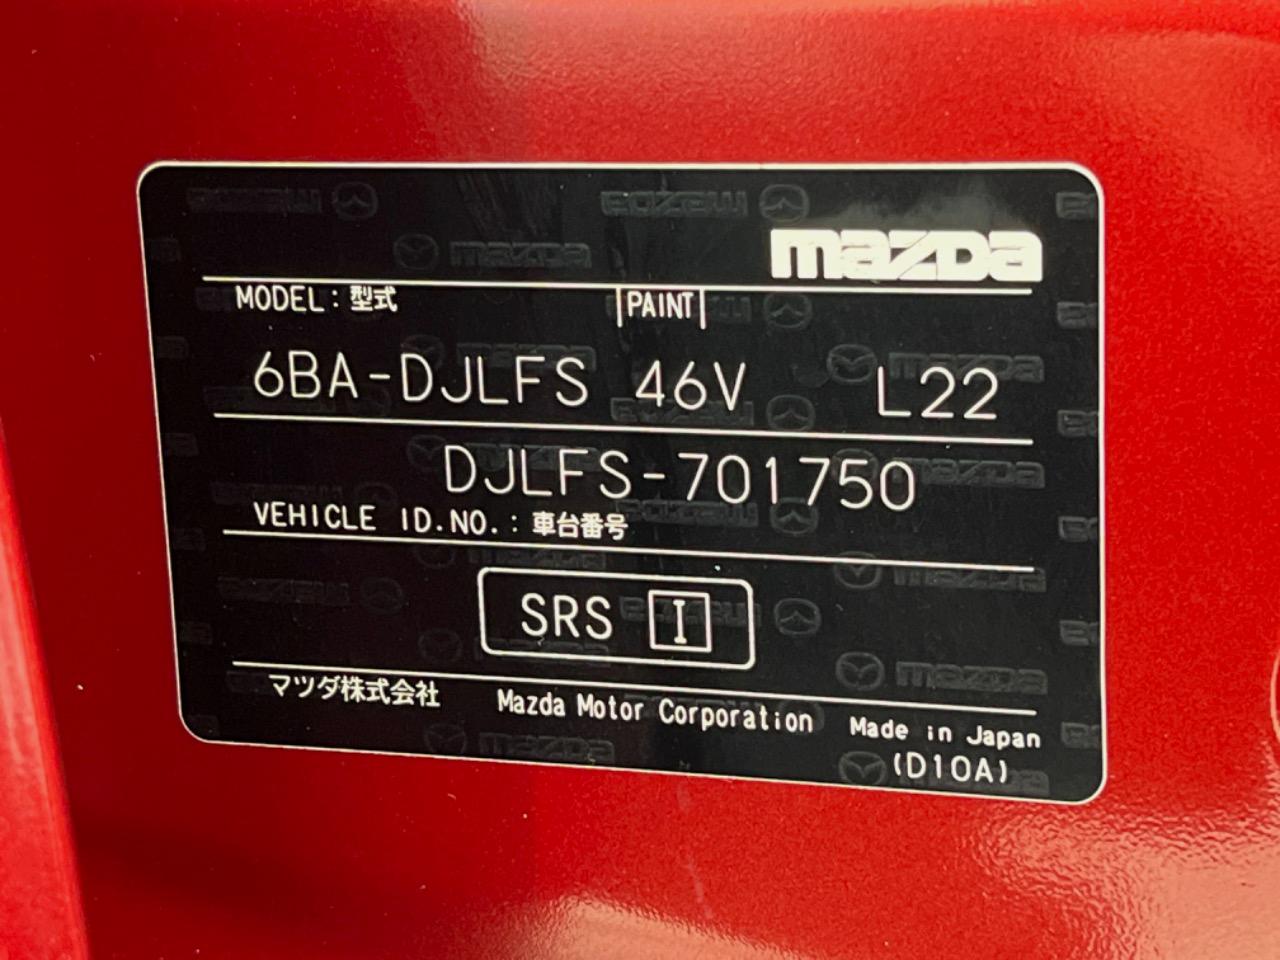 mazda
MODEL：型式 PAINT
6BA-DJLFS 46V L22
DJLFS-701750
VEHICLE ID.NO.：車台番号
SRS I
マツダ株式会社 Mazda Motor Corporation Made in Japan
(D10A)